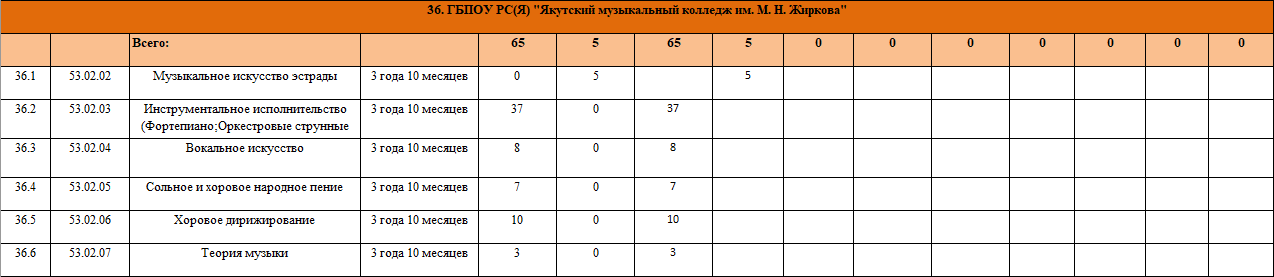 36. ГБПОУ РС(Я) "Якутский музыкальный колледж им. М. Н. Жиркова"
Всего: 65 5 65 5 0 0 0 0 0 0 0
36.1 53.02.02 Музыкальное искусство эстрады 3 года 10 месяцев 0 5 5
36.2 53.02.03 Инструментальное исполнительство 3 года 10 месяцев 37 0 37
(Фортепиано;Оркестровые струнные
36.3 53.02.04 Вокальное искусство 3 года 10 месяцев 8 0 8
36.4 53.02.05 Сольное и хоровое народное пение 3 года 10 месяцев 7 0 7
36.5 53.02.06 Хоровое дирижирование 3 года 10 месяцев 10 0 10
36.6 53.02.07 Теория музыки 3 года 10 месяцев 3 0 3